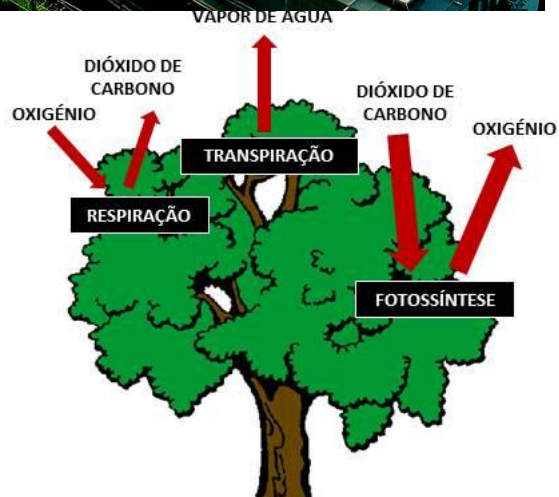 VAPOR DE ÁGUA
DIÓXIDO DE
CARBONO
OXIGÉNIO
DIÓXIDO DE
CARBONO
OXIGÉNIO
TRANSPIRAÇÃO
RESPIRAÇÃO
FOTOSSÍNTESE